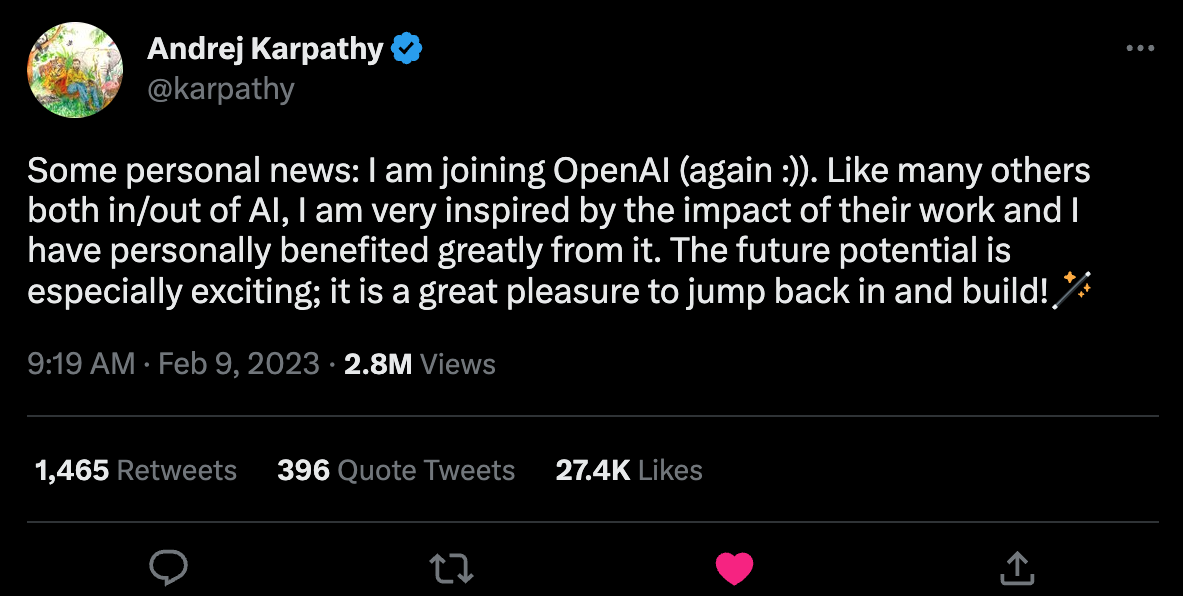 Andrej Karpathy
@karpathy
Some personal news: I am joining OpenAI (again :)). Like many others
both in/out of AI, I am very inspired by the impact of their work and I
have personally benefited greatly from it. The future potential is
especially exciting; it is a great pleasure to jump back in and build!🪄
9:19 AM · Feb 9, 2023 · 2.8M Views
1,465 Retweets 396 Quote Tweets 27.4K Likes